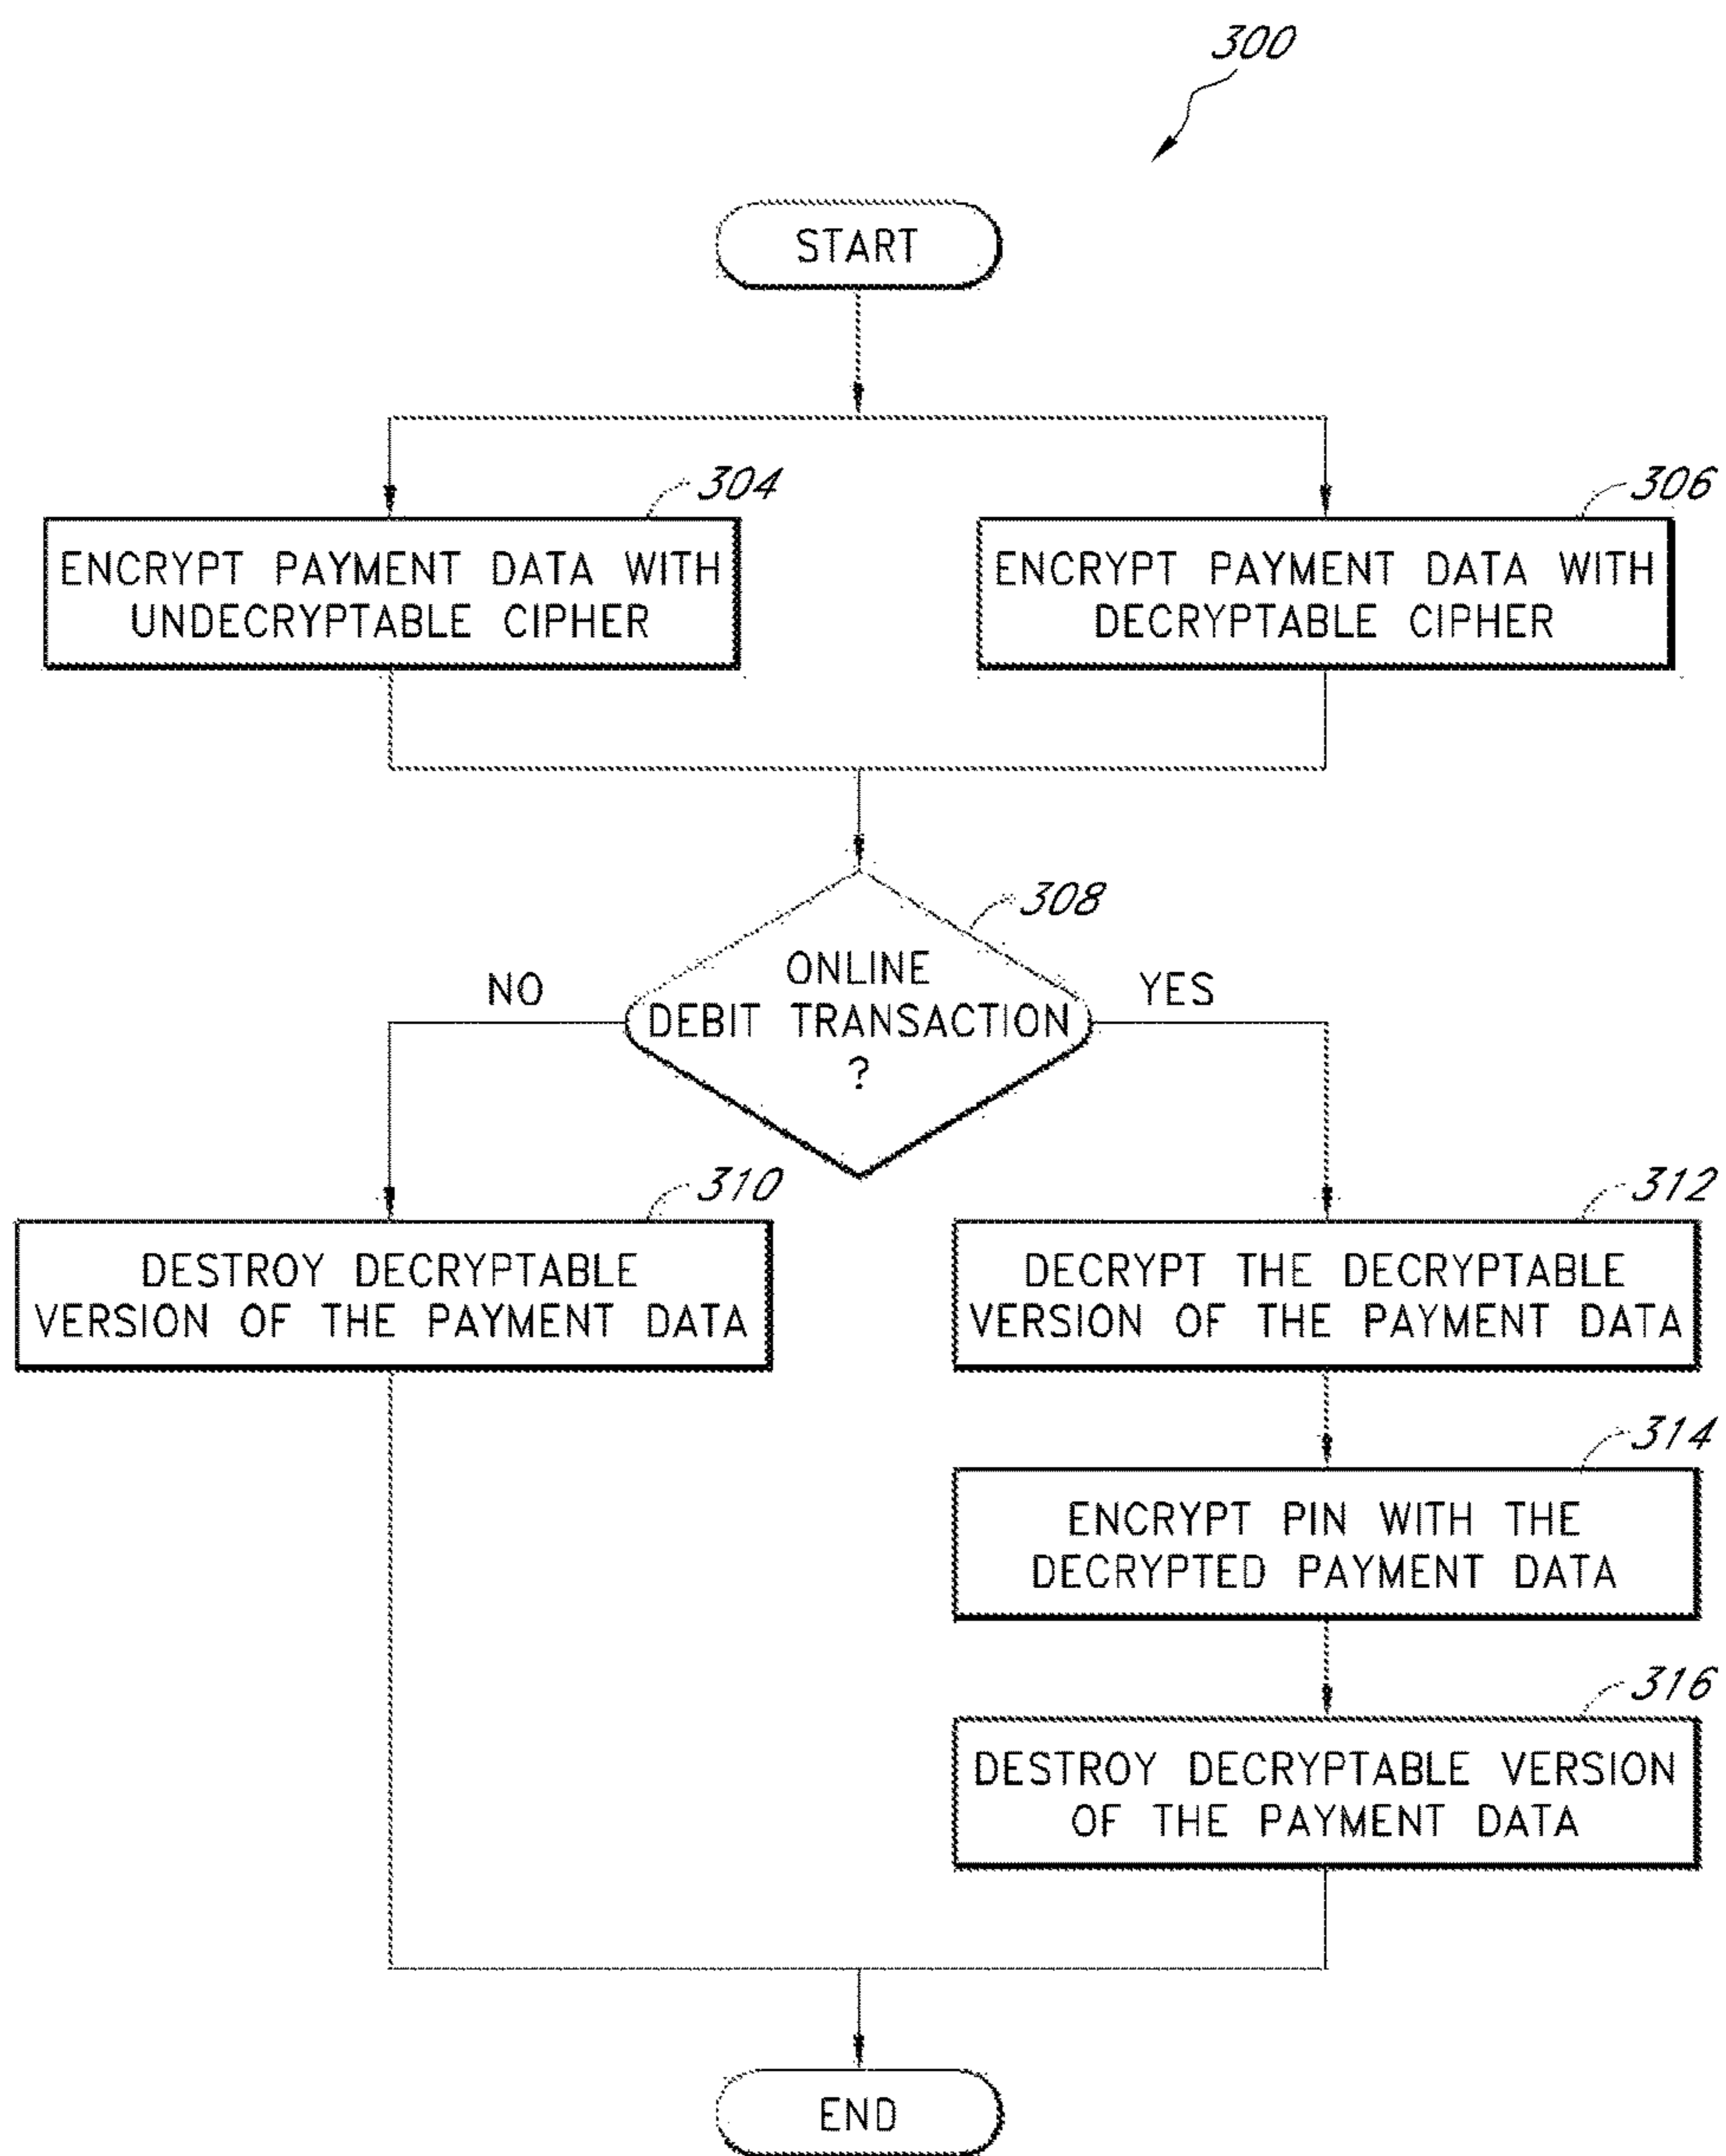 300
START
304
306
ENCRYPT PAYMENT DATA WITH
UNDECRYPTABLE CIPHER
ENCRYPT PAYMENT DATA WITH
DECRYPTABLE CIPHER
308
ONLINE
DEBIT TRANSACTION
?
NO
YES
310
312
DESTROY DECRYPTABLE
VERSION OF THE PAYMENT DATA
DECRYPT THE DECRYPTABLE
VERSION OF THE PAYMENT DATA
314
ENCRYPT PIN WITH THE
DECRYPTED PAYMENT DATA
316
DESTROY DECRYPTABLE VERSION
OF THE PAYMENT DATA
END